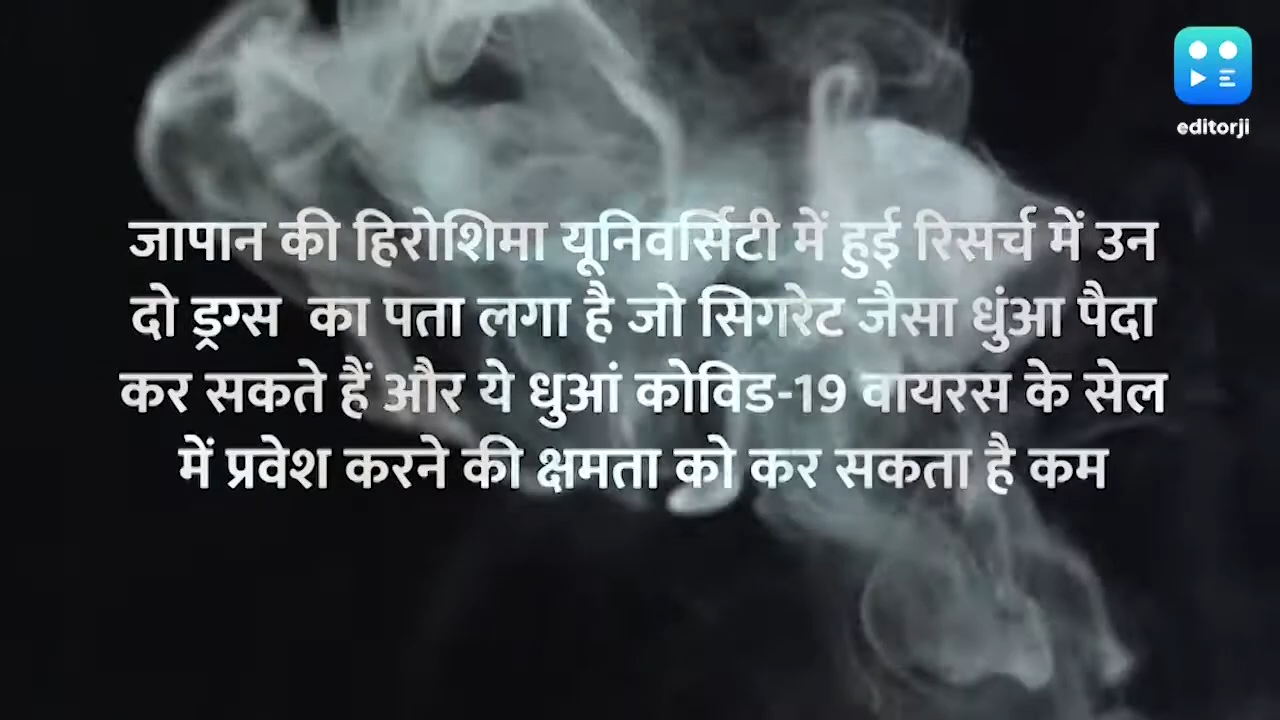 editorji
जापान की हिरोशिमा यूनिवर्सिटी में हुई रिसर्च में उन
दो ड्रग्स का पता लगा है जो सिगरेट जैसा धुंआ पैदा
कर सकते हैं और ये धुआं कोविड-19 वायरस के सेल
में प्रवेश करने की क्षमता को कर सकता है कम